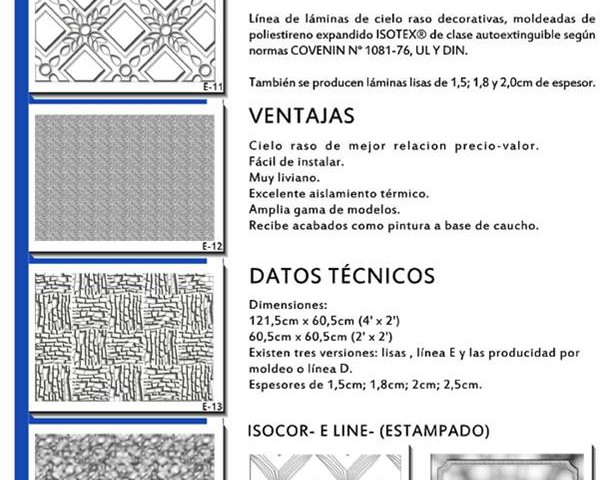 Línea de láminas de cielo raso decorativas, moldeadas de
poliestireno expandido ISOTEX® de clase autoextinguible según
normas COVENIN N° 1081-76, UL Y DIN.
También se producen láminas lisas de 1,5; 1,8 y 2,0cm de espesor.
E-11
VENTAJAS
Cielo raso de mejor relacion precio-valor.
Fácil de instalar.
Muy liviano.
Excelente aislamiento térmico.
Amplia gama de modelos.
Recibe acabados como pintura a base de caucho.
E-12
DATOS TÉCNICOS
Dimensiones:
121,5cm x 60,5cm (4' x 2')
60,5cm x 60,5cm (2' x 2')
Existen tres versiones: lisas , línea E y las producidad por
moldeo o línea D.
Espesores de 1,5cm; 1,8cm; 2cm; 2,5cm.
E-13
ISOCOR- E LINE- (ESTAMPADO)